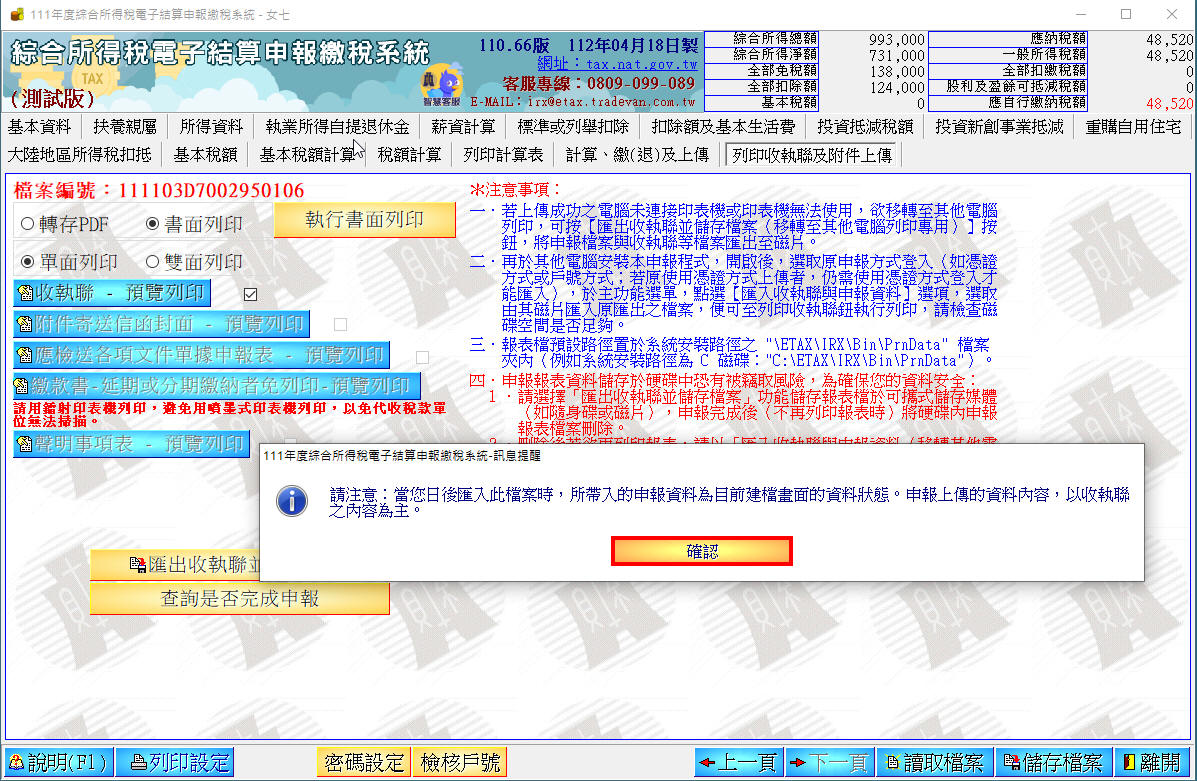 111年度綜合所得稅電子結算申報繳稅系統 - 女七
綜合所得稅電子結算申報繳稅系統
(測試版)
TAX
智慧客服
110.66版 112年04月18日製
網址：tax.nat.gov.tw
客服專線：0809-099-089
E-MAIL：irx@etax.tradevan.com.tw
綜合所得總額 993,000 應納稅額 48,520
綜合所得淨額 731,000 一般所得稅額 48,520
全部免稅額 138,000 全部扣繳稅額 0
全部扣除額 124,000 股利及盈餘可抵減稅額 0
基本稅額 0 應自行繳納稅額 48,520
基本資料 扶養親屬 所得資料 執業所得自提退休金 薪資計算 標準或列舉扣除 扣除額及基本生活費 投資抵減稅額 投資新創事業抵減 重購自用住宅
大陸地區所得稅扣抵 基本稅額 基本稅額計算 稅額計算 列印計算表 計算、繳(退)及上傳 列印收執聯及附件上傳
檔案編號：111103D7002950106
轉存PDF 書面列印 執行書面列印
單面列印 雙面列印
收執聯 - 預覽列印
附件寄送信函封面 - 預覽列印
應檢送各項文件單據申報表 - 預覽列印
繳款書-延期或分期繳納者免列印-預覽列印
請用鐳射印表機列印，避免用噴墨式印表機列印，以免代收稅款單
位無法掃描。
聲明事項表 - 預覽列印
匯出收執聯並
查詢是否完成申報
＊注意事項：
一．若上傳成功之電腦未連接印表機或印表機無法使用，欲移轉至其他電腦
列印，可按［匯出收執聯並儲存檔案（移轉至其他電腦列印專用）］按
鈕，將申報檔案與收執聯等檔案匯出至磁片。
二．再於其他電腦安裝本申報程式，開啟後，選取原申報方式登入（如憑證
方式或戶號方式；若原使用憑證方式上傳者，仍需使用憑證方式登入才
能匯入），於主功能選單，點選［匯入收執聯與申報資料］選項，選取
由其磁片匯入原匯出之檔案，便可至列印收執聯鈕執行列印，請檢查磁
碟空間是否足夠。
三．報表檔預設路徑置於系統安裝路徑之 "\ETAX\IRX\Bin\PrnData" 檔案
夾內（例如系統安裝路徑為 C 磁碟："C:\ETAX\IRX\Bin\PrnData"）。
四．申報報表資料儲存於硬碟中恐有被竊取風險，為確保您的資料安全：
１．請選擇「匯出收執聯並儲存檔案」功能儲存報表檔於可攜式儲存媒體
（如隨身碟或磁片），申報完成後（不再列印報表時）將硬碟內申報
報表檔案刪除。
２．刪除後若欲再列印報表，請以「匯入收執聯與申報資料（移轉其他電
111年度綜合所得稅電子結算申報繳稅系統-訊息提醒
請注意：當您日後匯入此檔案時，所帶入的申報資料為目前建檔畫面的資料狀態。申報上傳的資料內容，以收執聯
之內容為主。
確認
說明(F1) 列印設定 密碼設定 檢核戶號 上一頁 下一頁 讀取檔案 儲存檔案 離開